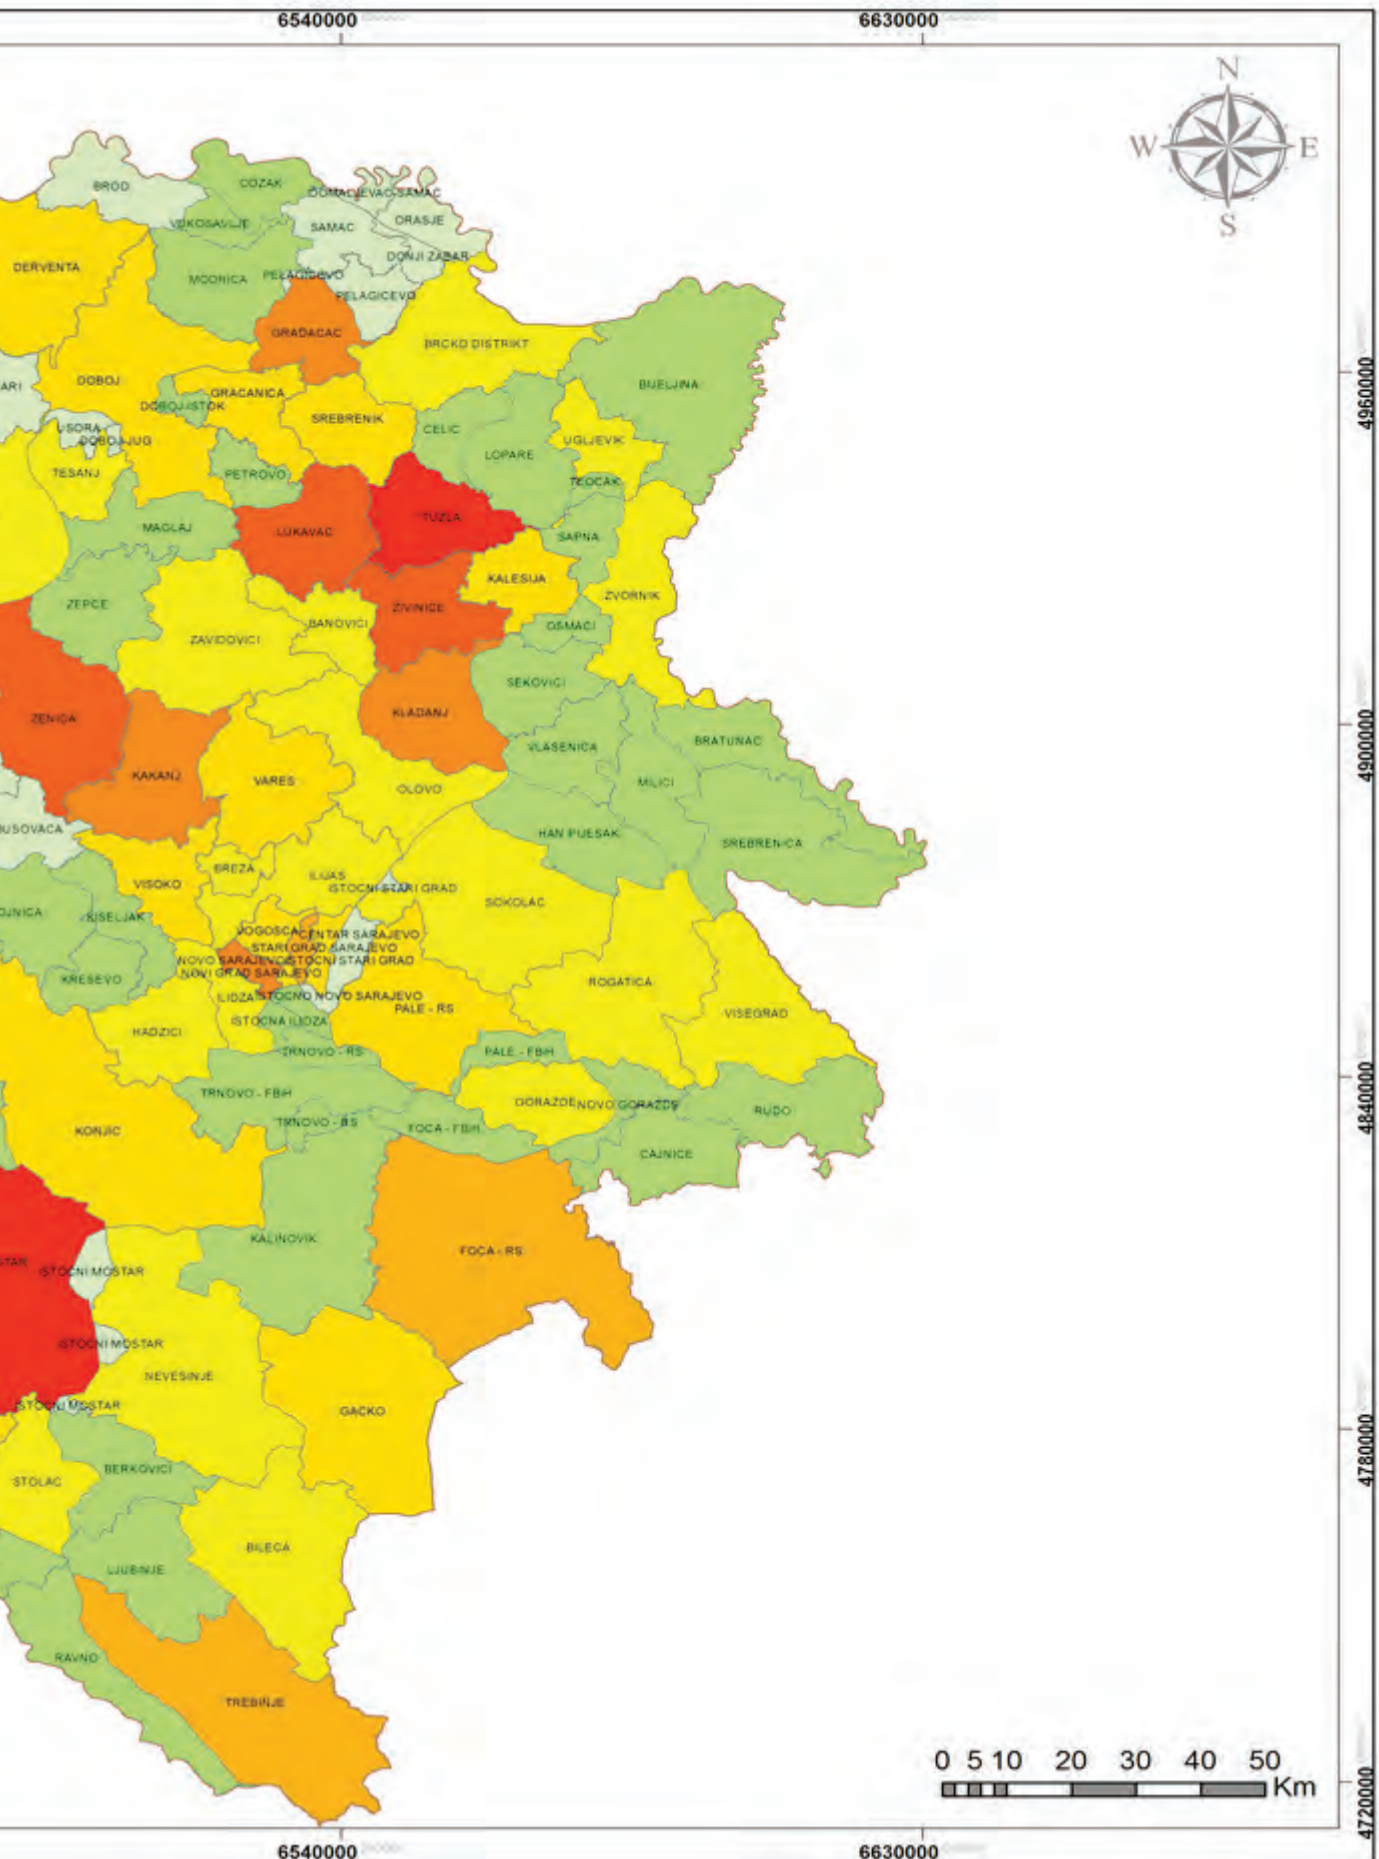 6540000
6630000
N
W E
S
BROD
COZAK
DOMALJEVAC-SAMAC
VUKOSAVLJE
SAMAC
ORASJE
DONJI ZABAR
DERVENTA
MODRICA
PELAGICEVO
PELAGICEVO
GRADACAC
BRCKO DISTRIKT
4960000
ARI
DOBOJ
GRACANICA
DOBOJ-ISTOK
SREBRENIK
BIJELJINA
USORA
DOBOJ-JUG
CELIC
UGLJEVIK
TESANJ
PETROVO
LOPARE
TEOCAK
MAGLAJ
LUKAVAC
TUZLA
SAPNA
KALESIJA
ZEPCE
ZIVINICE
ZVORNIK
ZAVIDOVICI
BANOVICI
OSMACI
SEKOVICI
ZENICA
KLADANJ
VLASENICA
BRATUNAC
4900000
KAKANJ
VARES
OLOVO
MILICI
BUSOVACA
HAN PIJESAK
SREBRENICA
VISOKO
BREZA
ILIJAS
ISTOCNI STARI GRAD
SOKOLAC
OJNICA
KISELJAK
VOGOSCA
CENTAR SARAJEVO
STARI GRAD SARAJEVO
NOVO SARAJEVO
ISTOCNI STARI GRAD
NOVI GRAD SARAJEVO
KRESEVO
ROGATICA
ILIDZA
ISTOCNO NOVO SARAJEVO
PALE - RS
VISEGRAD
HADZICI
ISTOCNA ILIDZA
TRNOVO - RS
PALE - FBIH
TRNOVO - FBIH
GORAZDE
NOVO GORAZDE
RUDO
4840000
KONJIC
TRNOVO - RS
FOCA - FBIH
CAJNICE
KALINOVIK
FOCA - RS
STAR
ISTOCNI MOSTAR
ISTOCNI MOSTAR
NEVESINJE
ISTOCNI MOSTAR
GACKO
4780000
STOLAC
BERKOVICI
BILECA
LJUBINJE
RAVNO
TREBINJE
0 5 10 20 30 40 50
Km
4720000
6540000
6630000